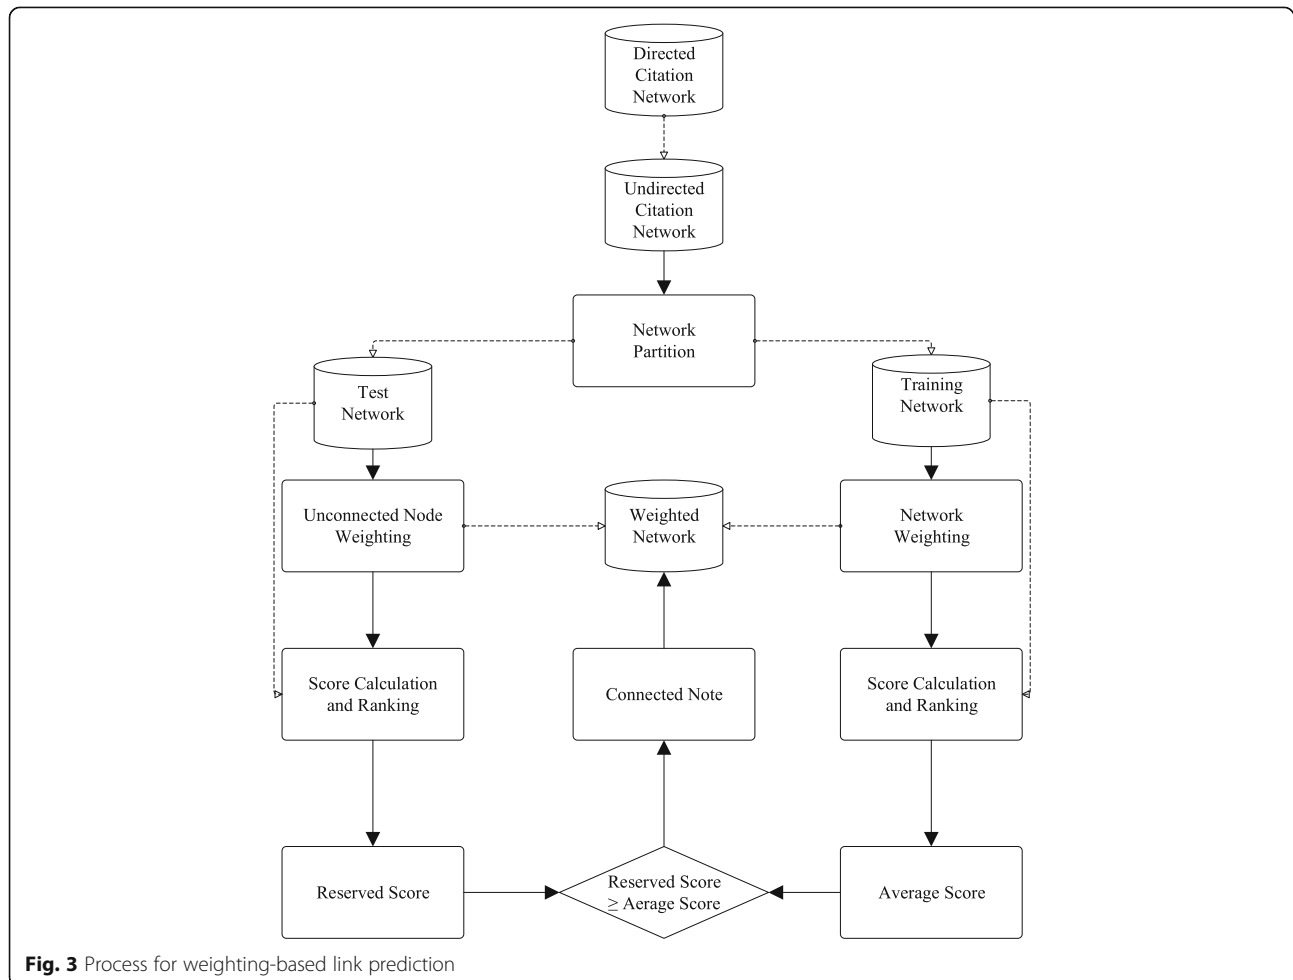 Directed
Citation
Network
Undirected
Citation
Network
Network
Partition
Test
Network
Training
Network
Unconnected Node
Weighting
Weighted
Network
Network
Weighting
Score Calculation
and Ranking
Connected Note
Score Calculation
and Ranking
Reserved Score
Reserved Score
≥ Aerage Score
Average Score
Fig. 3 Process for weighting-based link prediction